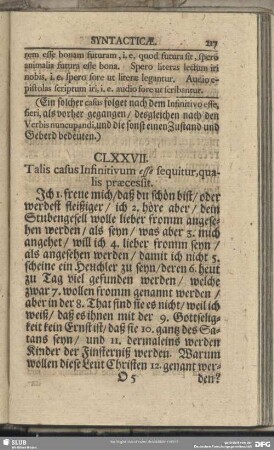 SYNTACTICÆ. 217
rem esse bonam futuram, i. e. quod futura sit, spero
animalia futura esse bona. Spero literas lectum iri
nobis, i. e. spero fore ut literæ legantur. Audio e-
pistolas scriptum iri, i. e. audio fore ut scribantur.
(Ein solcher casus folget nach dem Infinitivo esse,
fieri, als vorher gegangen / desgleichen nach den
Verbis nuncupandi, und die sonst einen Zustand und
Geberd bedeuten.)
CLXXVII.
Talis casus Infinitivum esse sequitur, qua-
lis præcessit.
Ich 1. freue mich / daß du schön bist / oder
werdest fleißiger / ich 2. höre aber / dein
Stubengesell wolle lieber fromm angese-
hen werden / als seyn / was aber 3. mich
angehet / will ich 4. lieber fromm seyn /
als angesehen werden / damit ich nicht 5.
scheine ein Heuchler zu seyn / deren 6. heut
zu Tag viel gefunden werden / welche
zwar 7. wollen fromm genannt werden /
aber in der 8. That sind sie es nicht / weil ich
weiß / daß es ihnen mit der 9. Gottselig-
keit kein Ernst ist / daß sie 10. gantz des Sa-
tans seyn / und 11. dermaleins werden
Kinder der Finsterniß werden. Warum
wollen diese Leut Christen 12. genant wer-
O 5 den?
SLUB